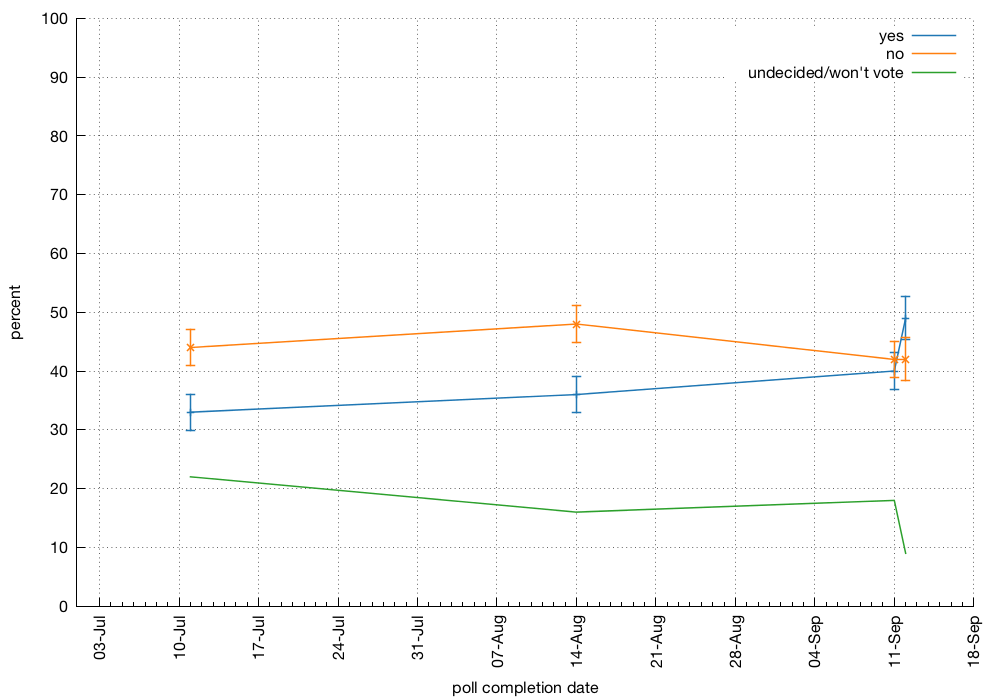 100
90
80
70
60
50
40
30
20
10
0
percent
yes
no
undecided/won't vote
03-Jul
10-Jul
17-Jul
24-Jul
31-Jul
07-Aug
14-Aug
21-Aug
28-Aug
04-Sep
11-Sep
18-Sep
poll completion date